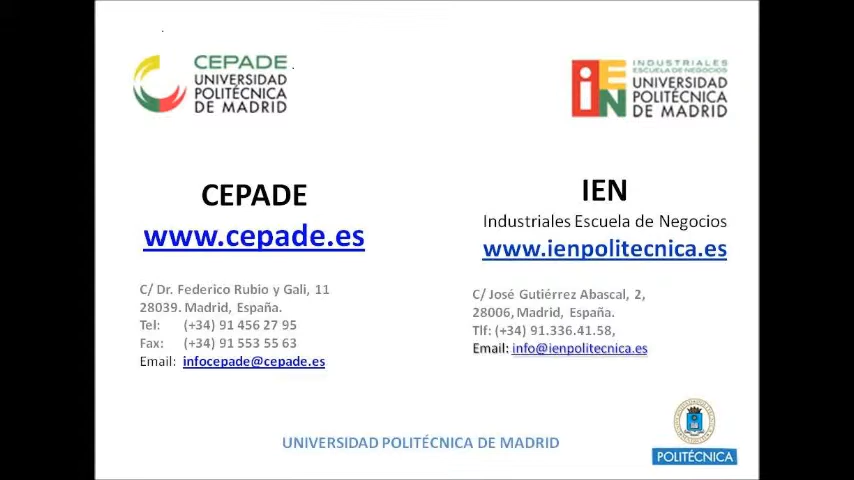 CEPADE
UNIVERSIDAD
POLITÉCNICA
DE MADRID
iEN
INDUSTRIALES
ESCUELA DE NEGOCIOS
UNIVERSIDAD
POLITÉCNICA
DE MADRID
CEPADE
www.cepade.es
C/ Dr. Federico Rubio y Gali, 11
28039. Madrid, España.
Tel: (+34) 91 456 27 95
Fax: (+34) 91 553 55 63
Email: infocepade@cepade.es
IEN
Industriales Escuela de Negocios
www.ienpolitecnica.es
C/ José Gutiérrez Abascal, 2,
28006, Madrid, España.
Tlf: (+34) 91.336.41.58,
Email: info@ienpolitecnica.es
UNIVERSIDAD POLITÉCNICA DE MADRID
POLITÉCNICA